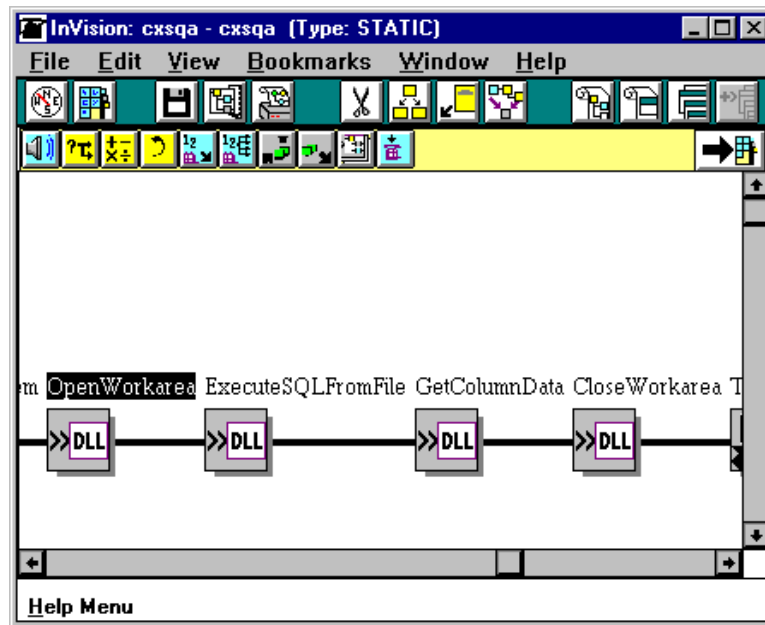 InVision: cxsqa - cxsqa (Type: STATIC)
File Edit View Bookmarks Window Help
m OpenWorkarea ExecuteSQLFromFile GetColumnData CloseWorkarea T
>>DLL >>DLL >>DLL >>DLL
Help Menu